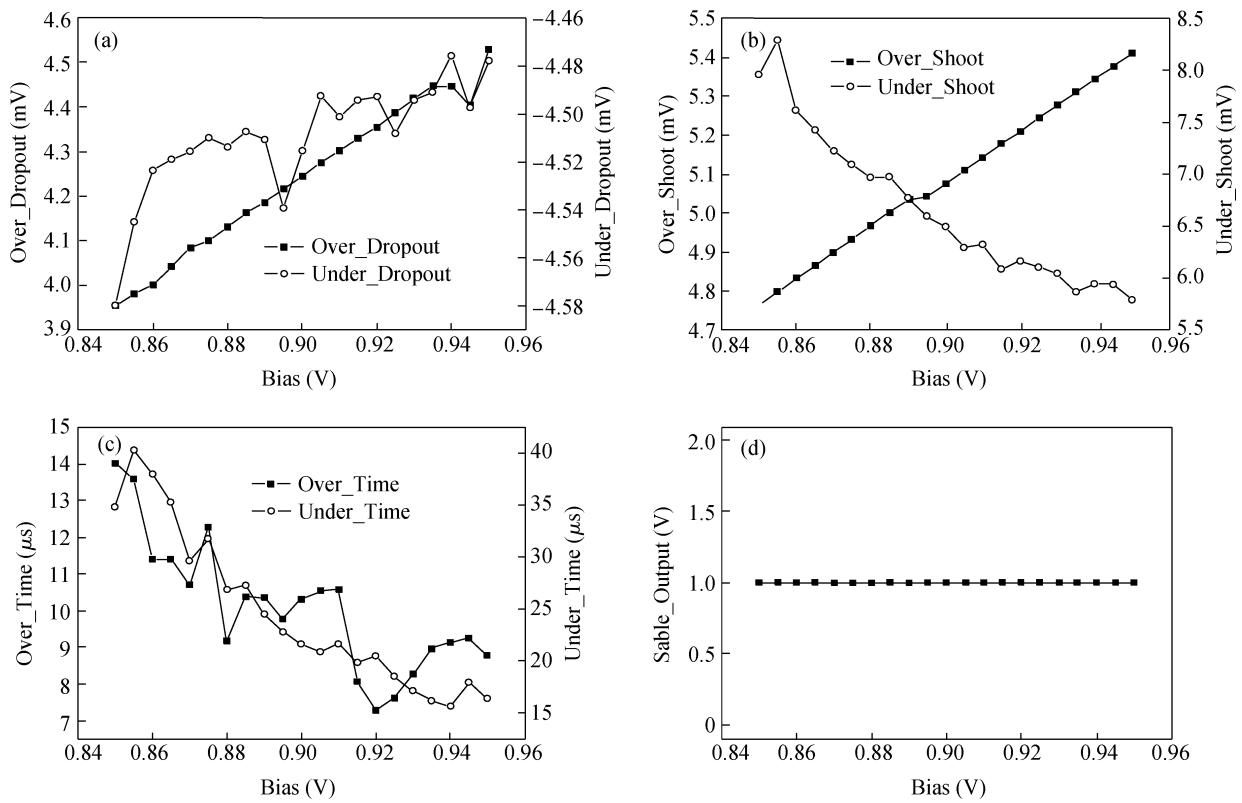 (a)
4.6
4.5
4.4
4.3
4.2
4.1
4.0
3.9
Over_Dropout (mV)
−4.46
−4.48
−4.50
−4.52
−4.54
−4.56
−4.58
Under_Dropout (mV)
Over_Dropout
Under_Dropout
0.84 0.86 0.88 0.90 0.92 0.94 0.96
Bias (V)
(b)
5.5
5.4
5.3
5.2
5.1
5.0
4.9
4.8
4.7
Over_Shoot (mV)
8.5
8.0
7.5
7.0
6.5
6.0
5.5
Under_Shoot (mV)
Over_Shoot
Under_Shoot
0.84 0.86 0.88 0.90 0.92 0.94 0.96
Bias (V)
(c)
15
14
13
12
11
10
9
8
7
Over_Time (μs)
40
35
30
25
20
15
Under_Time (μs)
Over_Time
Under_Time
0.84 0.86 0.88 0.90 0.92 0.94 0.96
Bias (V)
(d)
2.0
1.5
1.0
0.5
0
Sable_Output (V)
0.84 0.86 0.88 0.90 0.92 0.94 0.96
Bias (V)